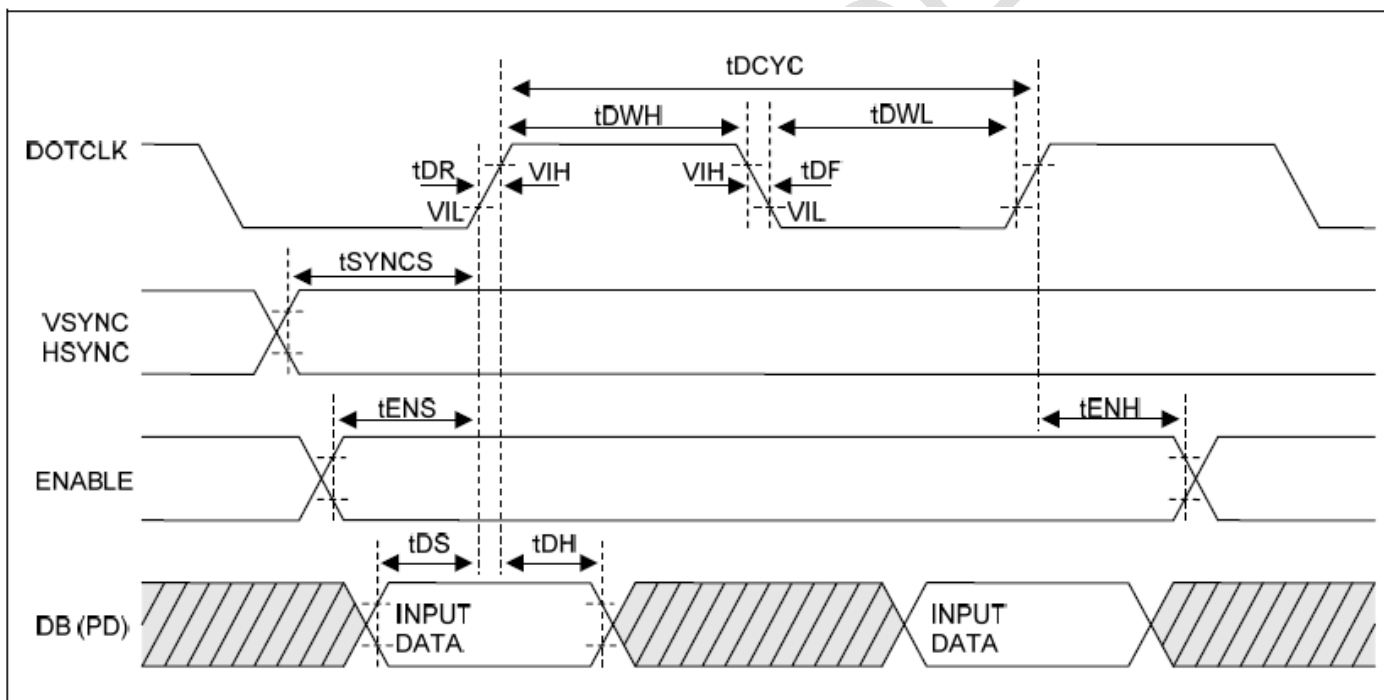 tDCYC
tDWH
tDWL
DOTCLK
tDR
VIH
VIH
tDF
VIL
VIL
tSYNCS
VSYNC
HSYNC
tENS
tENH
ENABLE
tDS
tDH
DB (PD)
INPUT
DATA
INPUT
DATA